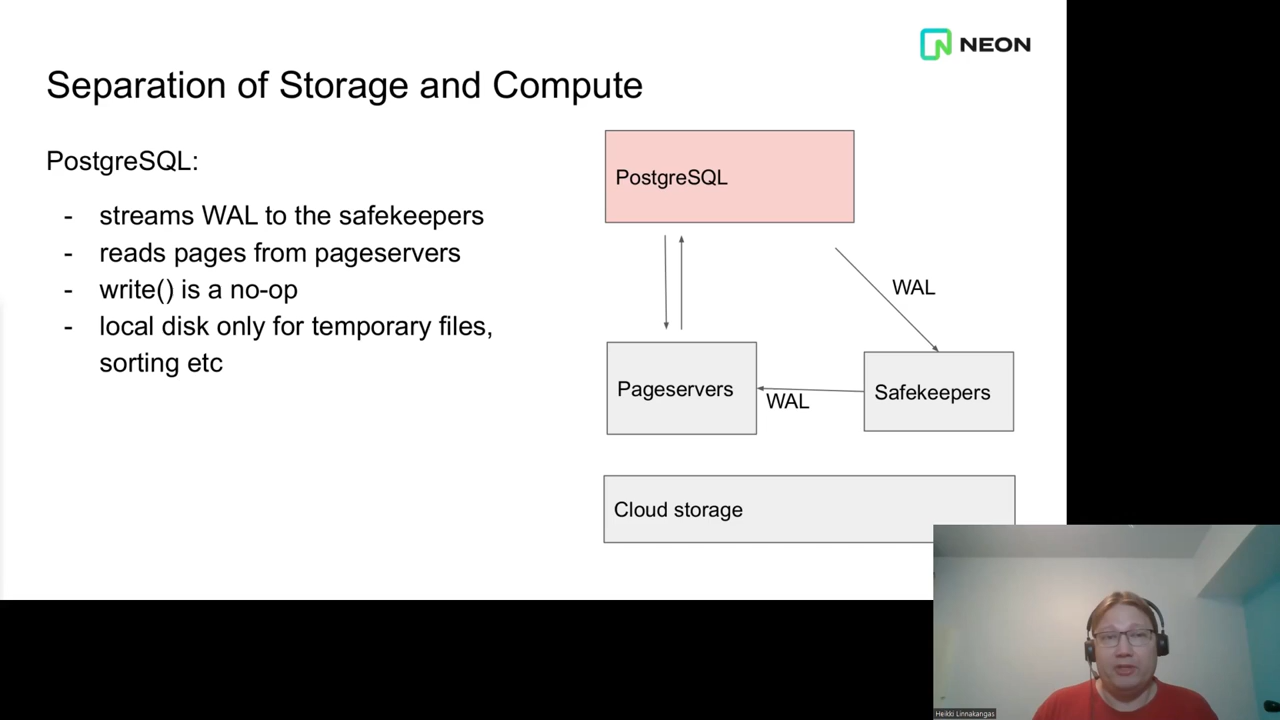 NEON
Separation of Storage and Compute
PostgreSQL:
- streams WAL to the safekeepers
- reads pages from pageservers
- write() is a no-op
- local disk only for temporary files,
sorting etc
PostgreSQL
WAL
Pageservers
WAL
Safekeepers
Cloud storage
Heikki Linnakangas